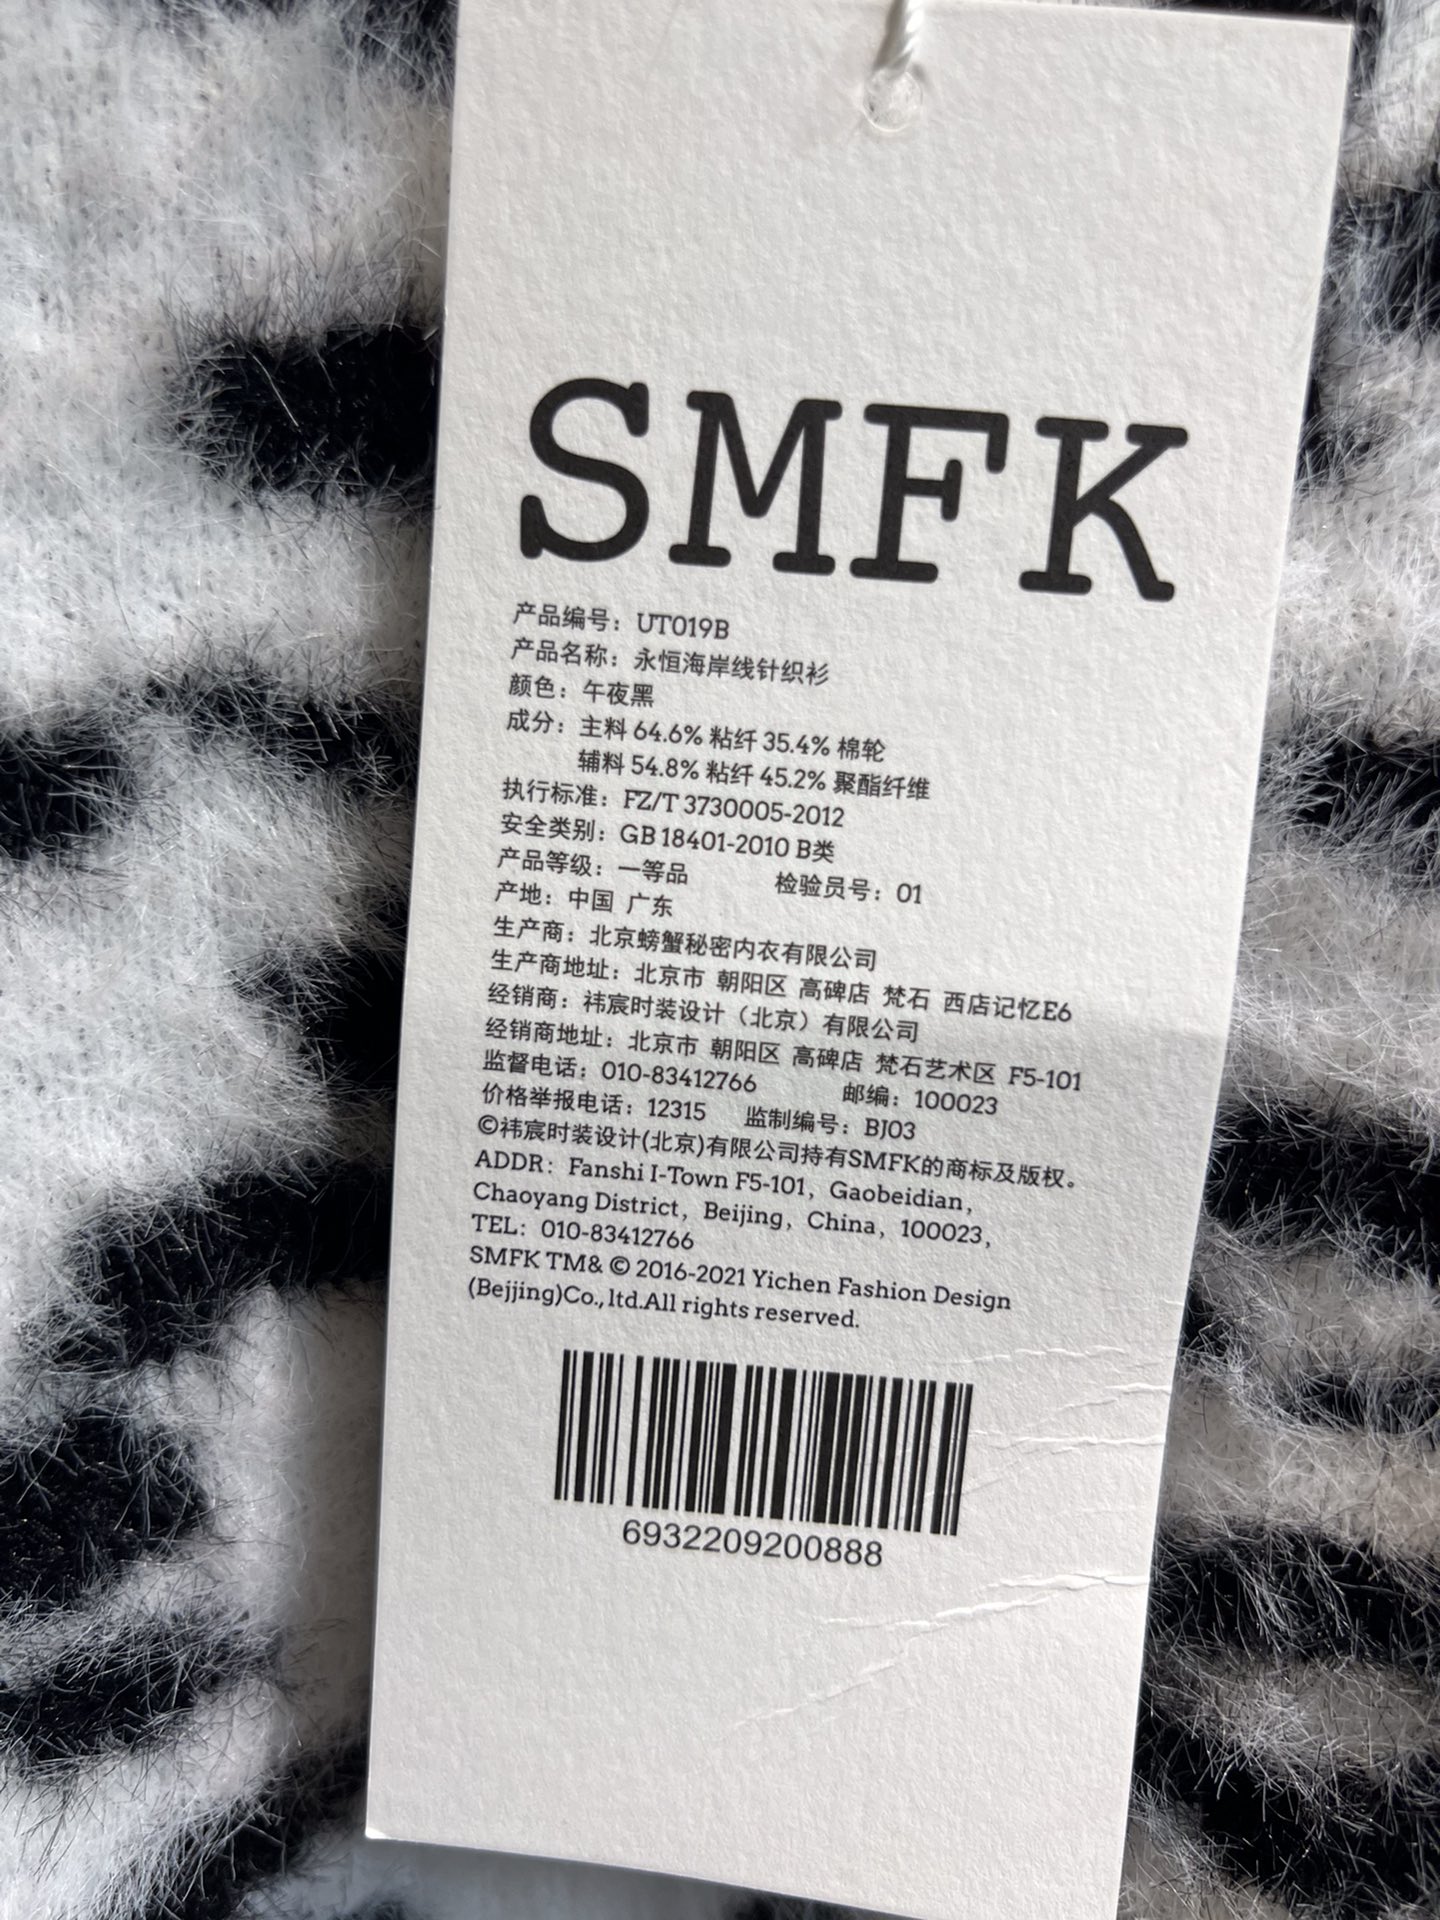 SMFK
产品编号：UT019B
产品名称：永恒海岸线针织衫
颜色：午夜黑
成分：主料 64.6% 粘纤 35.4% 棉轮
辅料 54.8% 粘纤 45.2% 聚酯纤维
执行标准：FZ/T 3730005-2012
安全类别：GB 18401-2010 B类
产品等级：一等品 检验员号：01
产地：中国 广东
生产商：北京螃蟹秘密内衣有限公司
生产商地址：北京市 朝阳区 高碑店 梵石 西店记忆E6
经销商：祎宸时装设计（北京）有限公司
经销商地址：北京市 朝阳区 高碑店 梵石艺术区 F5-101
监督电话：010-83412766 邮编：100023
价格举报电话：12315 监制编号：BJ03
©祎宸时装设计(北京)有限公司持有SMFK的商标及版权。
ADDR：Fanshi I-Town F5-101，Gaobeidian，
Chaoyang District，Beijing，China，100023，
TEL：010-83412766
SMFK TM& © 2016-2021 Yichen Fashion Design
(Bejjing)Co., ltd.All rights reserved.
6932209200888